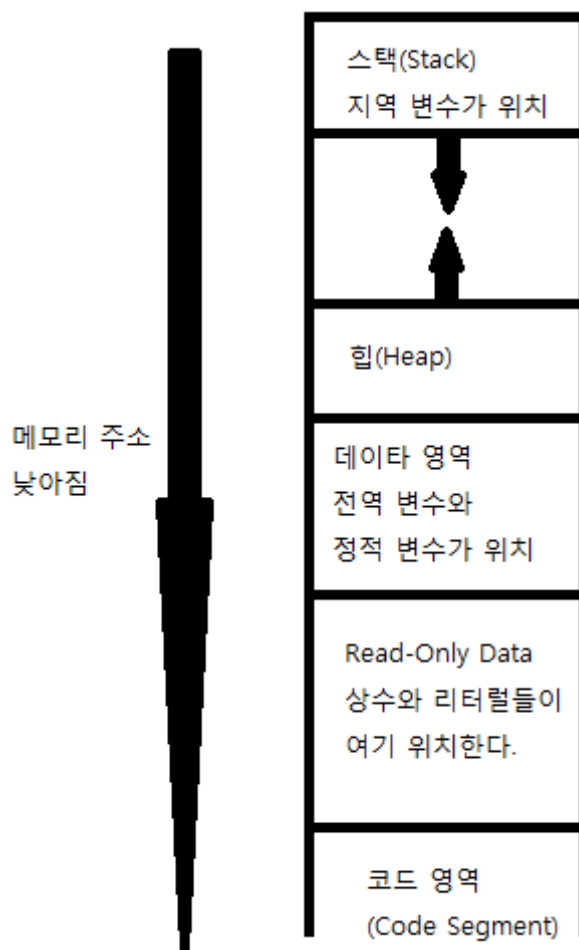 스택(Stack)
지역 변수가 위치
힙(Heap)
메모리 주소
낮아짐
데이타 영역
전역 변수와
정적 변수가 위치
Read-Only Data
상수와 리터럴들이
여기 위치한다.
코드 영역
(Code Segment)